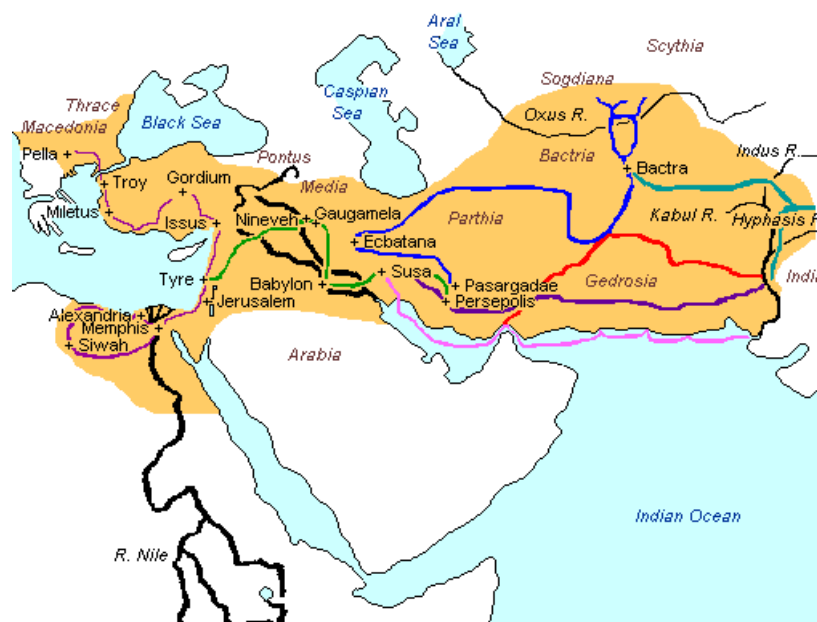 Aral
Sea
Scythia
Sogdiana
Thrace
Macedonia
Black Sea
Caspian
Sea
Oxus R.
Pella
Pontus
Bactria
Indus R.
Troy
Gordium
Media
Bactra
Miletus
Issus
Nineveh
Gaugamela
Parthia
Kabul R.
Hyphasis R
Ecbatana
Tyre
Babylon
Susa
Pasargadae
Gedrosia
India
Jerusalem
Persepolis
Alexandria
Memphis
Siwah
Arabia
Indian Ocean
R. Nile